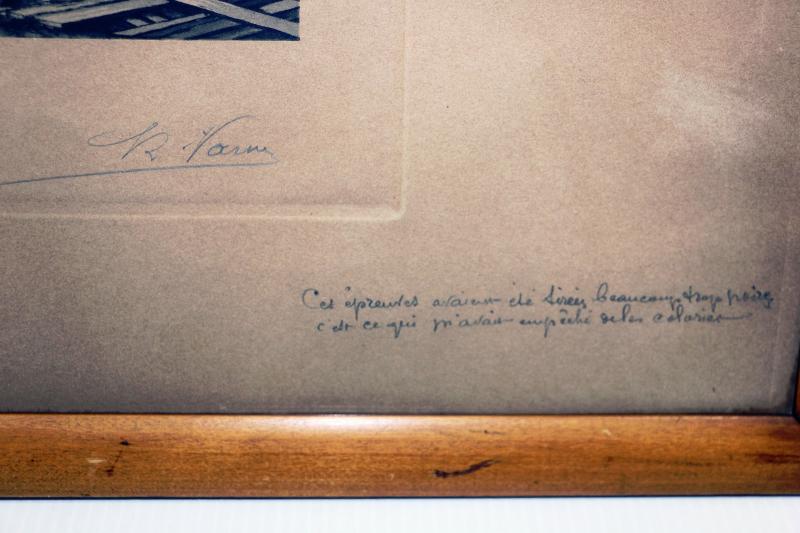 R Varin
Ces épreuves avaient été tirées beaucoup trop noires
c'est ce qui m'avait empêché de les colorier